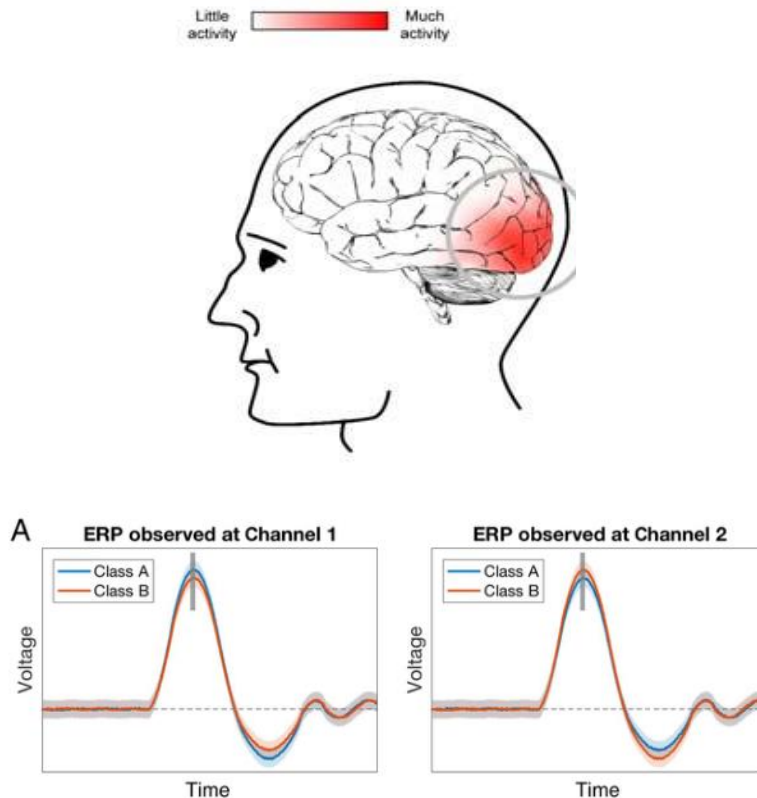 Little activity
Much activity
A
ERP observed at Channel 1
ERP observed at Channel 2
Class A
Class B
Class A
Class B
Voltage
Voltage
Time
Time